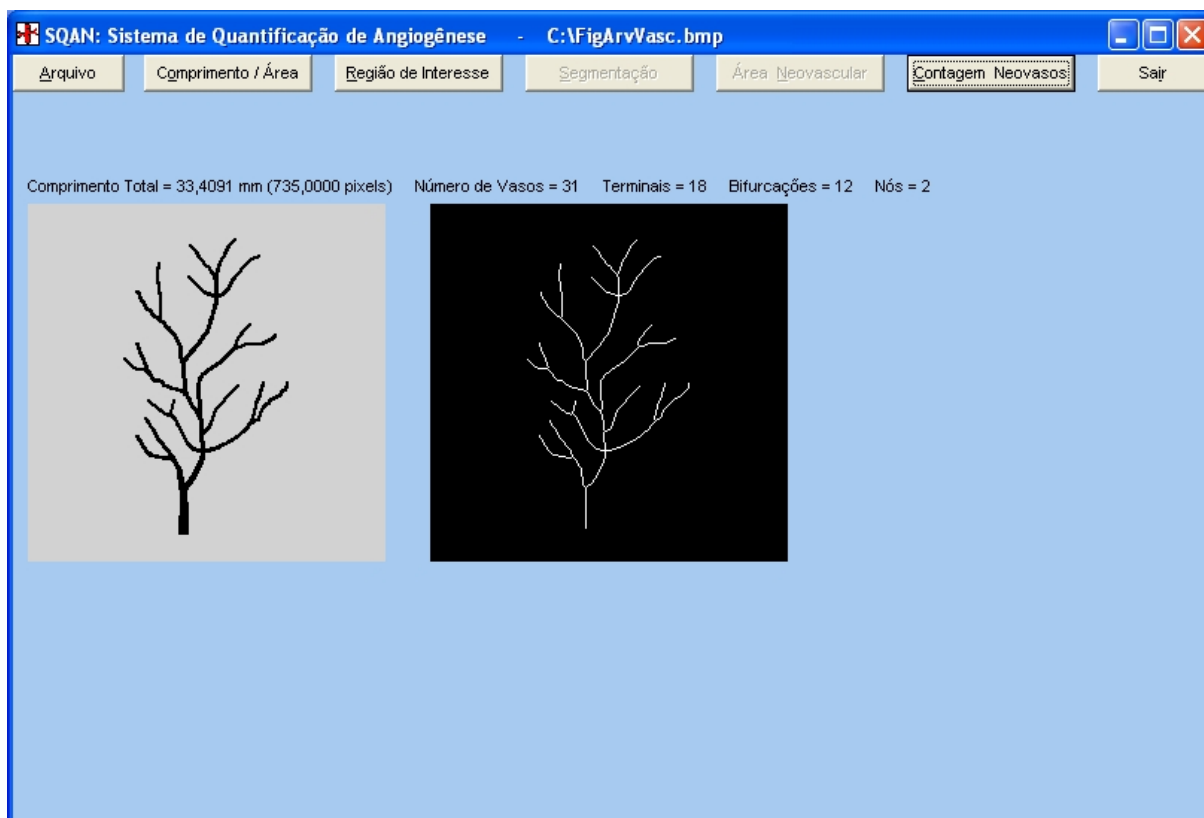 SQAN: Sistema de Quantificação de Angiogênese - C:\FigArvVasc.bmp
Arquivo Comprimento / Área Região de Interesse Segmentação Área Neovascular Contagem Neovasos Sair
Comprimento Total = 33,4091 mm (735,0000 pixels) Número de Vasos = 31 Terminais = 18 Bifurcações = 12 Nós = 2